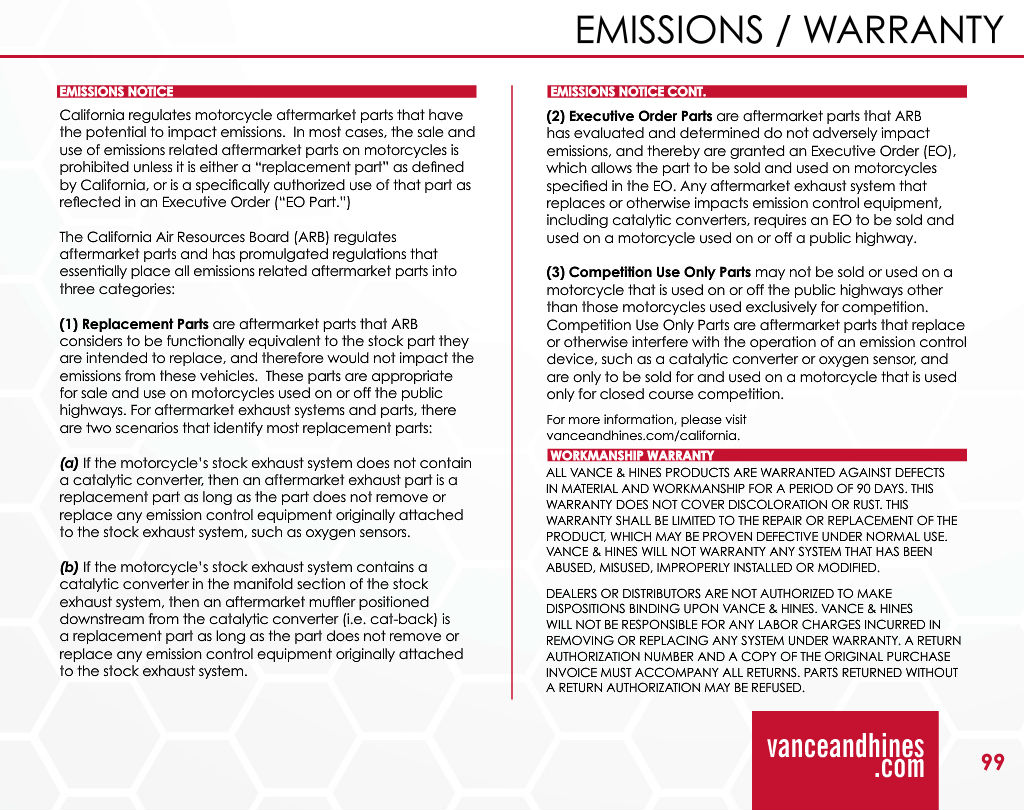 EMISSIONS / WARRANTY
EMISSIONS NOTICE
California regulates motorcycle aftermarket parts that have
the potential to impact emissions.  In most cases, the sale and
use of emissions related aftermarket parts on motorcycles is
prohibited unless it is either a “replacement part” as defined
by California, or is a specifically authorized use of that part as
reflected in an Executive Order (“EO Part.”)
The California Air Resources Board (ARB) regulates
aftermarket parts and has promulgated regulations that
essentially place all emissions related aftermarket parts into
three categories:
(1) Replacement Parts are aftermarket parts that ARB
considers to be functionally equivalent to the stock part they
are intended to replace, and therefore would not impact the
emissions from these vehicles.  These parts are appropriate
for sale and use on motorcycles used on or off the public
highways. For aftermarket exhaust systems and parts, there
are two scenarios that identify most replacement parts:
(a) If the motorcycle’s stock exhaust system does not contain
a catalytic converter, then an aftermarket exhaust part is a
replacement part as long as the part does not remove or
replace any emission control equipment originally attached
to the stock exhaust system, such as oxygen sensors.
(b) If the motorcycle’s stock exhaust system contains a
catalytic converter in the manifold section of the stock
exhaust system, then an aftermarket muffler positioned
downstream from the catalytic converter (i.e. cat-back) is
a replacement part as long as the part does not remove or
replace any emission control equipment originally attached
to the stock exhaust system.
EMISSIONS NOTICE CONT.
(2) Executive Order Parts are aftermarket parts that ARB
has evaluated and determined do not adversely impact
emissions, and thereby are granted an Executive Order (EO),
which allows the part to be sold and used on motorcycles
specified in the EO. Any aftermarket exhaust system that
replaces or otherwise impacts emission control equipment,
including catalytic converters, requires an EO to be sold and
used on a motorcycle used on or off a public highway.
(3) Competition Use Only Parts may not be sold or used on a
motorcycle that is used on or off the public highways other
than those motorcycles used exclusively for competition.
Competition Use Only Parts are aftermarket parts that replace
or otherwise interfere with the operation of an emission control
device, such as a catalytic converter or oxygen sensor, and
are only to be sold for and used on a motorcycle that is used
only for closed course competition.
For more information, please visit
vanceandhines.com/california.
WORKMANSHIP WARRANTY
ALL VANCE & HINES PRODUCTS ARE WARRANTED AGAINST DEFECTS
IN MATERIAL AND WORKMANSHIP FOR A PERIOD OF 90 DAYS. THIS
WARRANTY DOES NOT COVER DISCOLORATION OR RUST. THIS
WARRANTY SHALL BE LIMITED TO THE REPAIR OR REPLACEMENT OF THE
PRODUCT, WHICH MAY BE PROVEN DEFECTIVE UNDER NORMAL USE.
VANCE & HINES WILL NOT WARRANTY ANY SYSTEM THAT HAS BEEN
ABUSED, MISUSED, IMPROPERLY INSTALLED OR MODIFIED.
DEALERS OR DISTRIBUTORS ARE NOT AUTHORIZED TO MAKE
DISPOSITIONS BINDING UPON VANCE & HINES. VANCE & HINES
WILL NOT BE RESPONSIBLE FOR ANY LABOR CHARGES INCURRED IN
REMOVING OR REPLACING ANY SYSTEM UNDER WARRANTY. A RETURN
AUTHORIZATION NUMBER AND A COPY OF THE ORIGINAL PURCHASE
INVOICE MUST ACCOMPANY ALL RETURNS. PARTS RETURNED WITHOUT
A RETURN AUTHORIZATION MAY BE REFUSED.
vanceandhines
.com
99